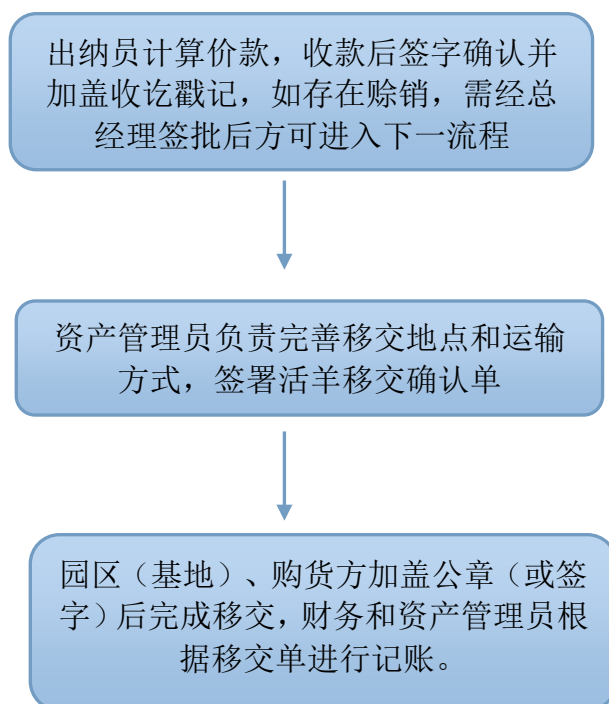 出纳员计算价款，收款后签字确认并
加盖收讫戳记，如存在赊销，需经总
经理签批后方可进入下一流程
资产管理员负责完善移交地点和运输
方式，签署活羊移交确认单
园区（基地）、购货方加盖公章（或签
字）后完成移交，财务和资产管理员根
据移交单进行记账。